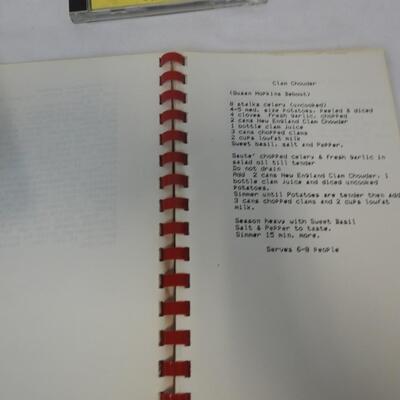 Clam Chowder
(Susan Hopkins Seboot)
8 stalks celery (uncooked)
4-5 med. size Potatoes, Peeled & diced
4 cloves fresh Garlic, chopped
2 cans New England Clam Chowder
1 bottle clam Juice
3 cans chopped clams
2 cups lowfat milk
Sweet basil, salt and Pepper.
Saute' chopped celery & fresh Garlic in
salad oil till tender
Do not drain
Add 2 cans New England Clam Chowder, 1
bottle clam Juice and diced uncooked
Potatoes.
Simmer until Potatoes are tender then Add
3 cans chopped clams and 2 cups lowfat
milk.
Season heavy with Sweet Basil
Salt & Pepper to taste.
Simmer 15 min. more.
Serves 6-8 People